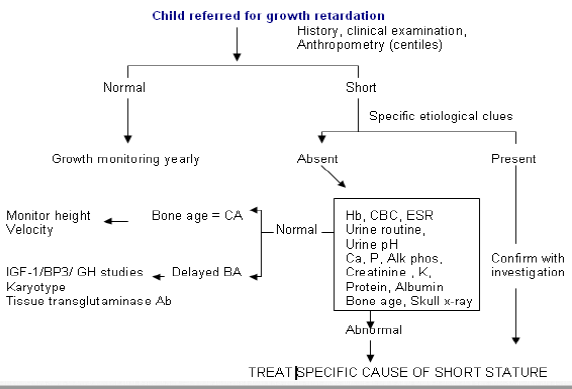 Child referred for growth retardation
History, clinical examination,
Anthropometry (centiles)
Normal
Short
Specific etiological clues
Growth monitoring yearly
Absent
Present
Monitor height
Velocity
Bone age = CA
Normal
Hb, CBC, ESR
Urine routine,
Urine pH
Ca, P, Alk phos,
Creatinine , K,
Protein, Albumin
Bone age, Skull x-ray
Confirm with
investigation
IGF-1/BP3/ GH studies
Karyotype
Tissue transglutaminase Ab
Delayed BA
Abnormal
TREAT SPECIFIC CAUSE OF SHORT STATURE